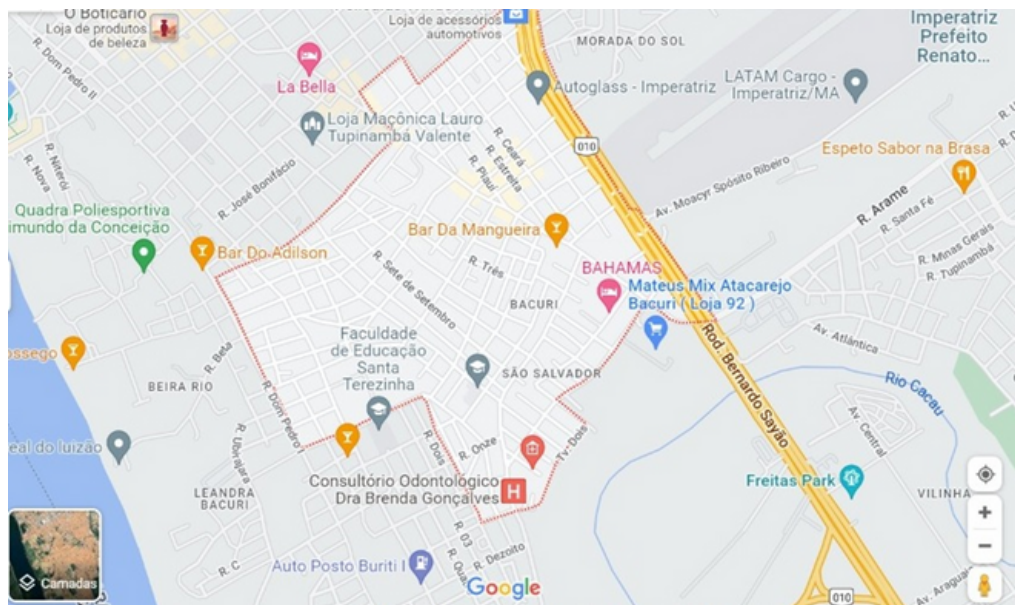 O Boticário
Loja de produtos
de beleza
Loja de acessórios
automotivos
MORADA DO SOL
Imperatriz
Prefeito
Renato...
R. Dom Pedro II
La Bella
Autoglass - Imperatriz
LATAM Cargo -
Imperatriz/MA
Loja Maçônica Lauro
Tupinambá Valente
R. Ceará
R. Estreita
R. Piauí
010
Espeto Sabor na Brasa
R. Niterói
R. Nova
R. José Bonifácio
Av. Moacyr Spósito Ribeiro
R. Arame
R. Santa Fé
Quadra Poliesportiva
imundo da Conceição
Bar Do Adilson
Bar Da Mangueira
R. Minas Gerais
R. Tupinambá
R. Três
R. Sete de Setembro
BACURI
BAHAMAS
Mateus Mix Atacarejo
Bacuri ( Loja 92 )
Rod. Bernardo Sayão
Av. Atlântica
Rio Cacau
ossego
R. Beta
BEIRA RIO
Faculdade
de Educação
Santa
Terezinha
SÃO SALVADOR
R. Dom Pedro I
Av. Central
eal do luizão
R. Ubirajara
R. Dois
R. Onze
Tv. Dois
Consultório Odontológico
Dra Brenda Gonçalves
H
Freitas Park
VILINHA
LEANDRA
BACURI
R. 03
R. Dezoito
R. C
Auto Posto Buriti I
Camadas
Google
010